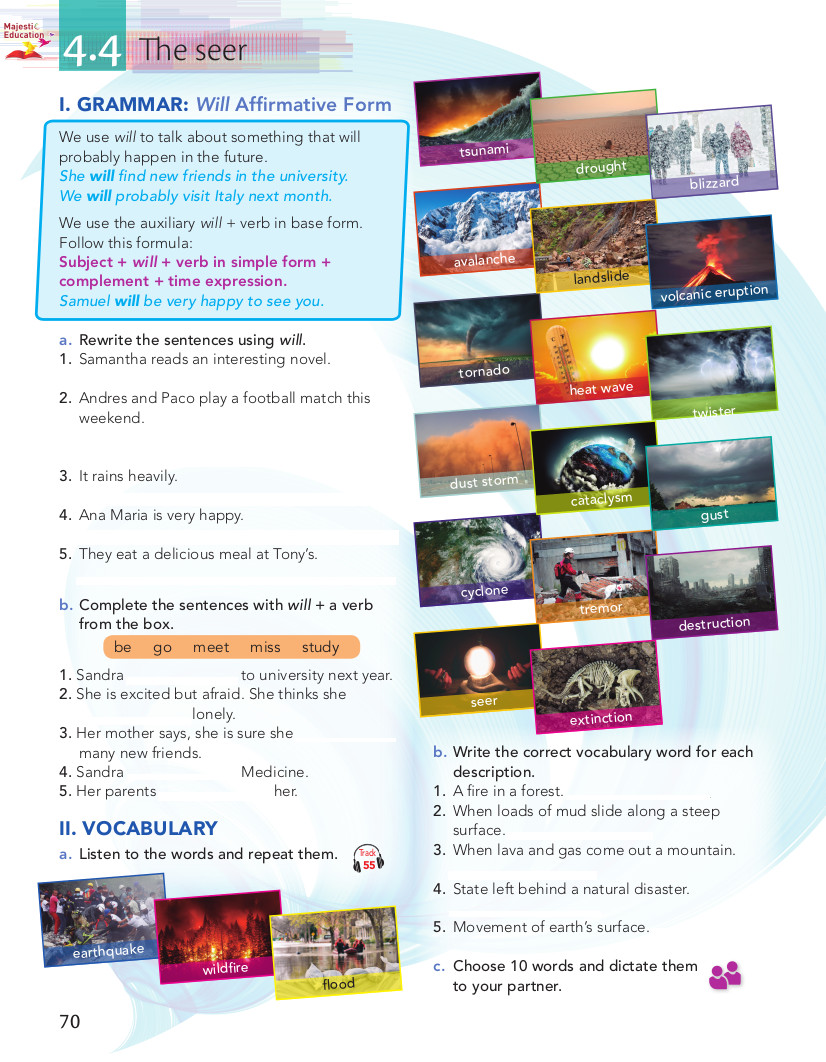 Majestic
Education
4.4 The seer
I. GRAMMAR: Will Affirmative Form
We use will to talk about something that will
probably happen in the future.
She will find new friends in the university.
We will probably visit Italy next month.
We use the auxiliary will + verb in base form.
Follow this formula:
Subject + will + verb in simple form +
complement + time expression.
Samuel will be very happy to see you.
a. Rewrite the sentences using will.
1. Samantha reads an interesting novel.
2. Andres and Paco play a football match this
weekend.
3. It rains heavily.
4. Ana Maria is very happy.
5. They eat a delicious meal at Tony's.
b. Complete the sentences with will + a verb
from the box.
be go meet miss study
1. Sandra to university next year.
2. She is excited but afraid. She thinks she
lonely.
3. Her mother says, she is sure she
many new friends.
4. Sandra Medicine.
5. Her parents her.
II. VOCABULARY
a. Listen to the words and repeat them.
Track
55
earthquake
wildfire
flood
tsunami
drought
blizzard
avalanche
landslide
volcanic eruption
tornado
heat wave
twister
dust storm
cataclysm
gust
cyclone
tremor
destruction
seer
extinction
b. Write the correct vocabulary word for each
description.
1. A fire in a forest.
2. When loads of mud slide along a steep
surface.
3. When lava and gas come out a mountain.
4. State left behind a natural disaster.
5. Movement of earth's surface.
c. Choose 10 words and dictate them
to your partner.
70